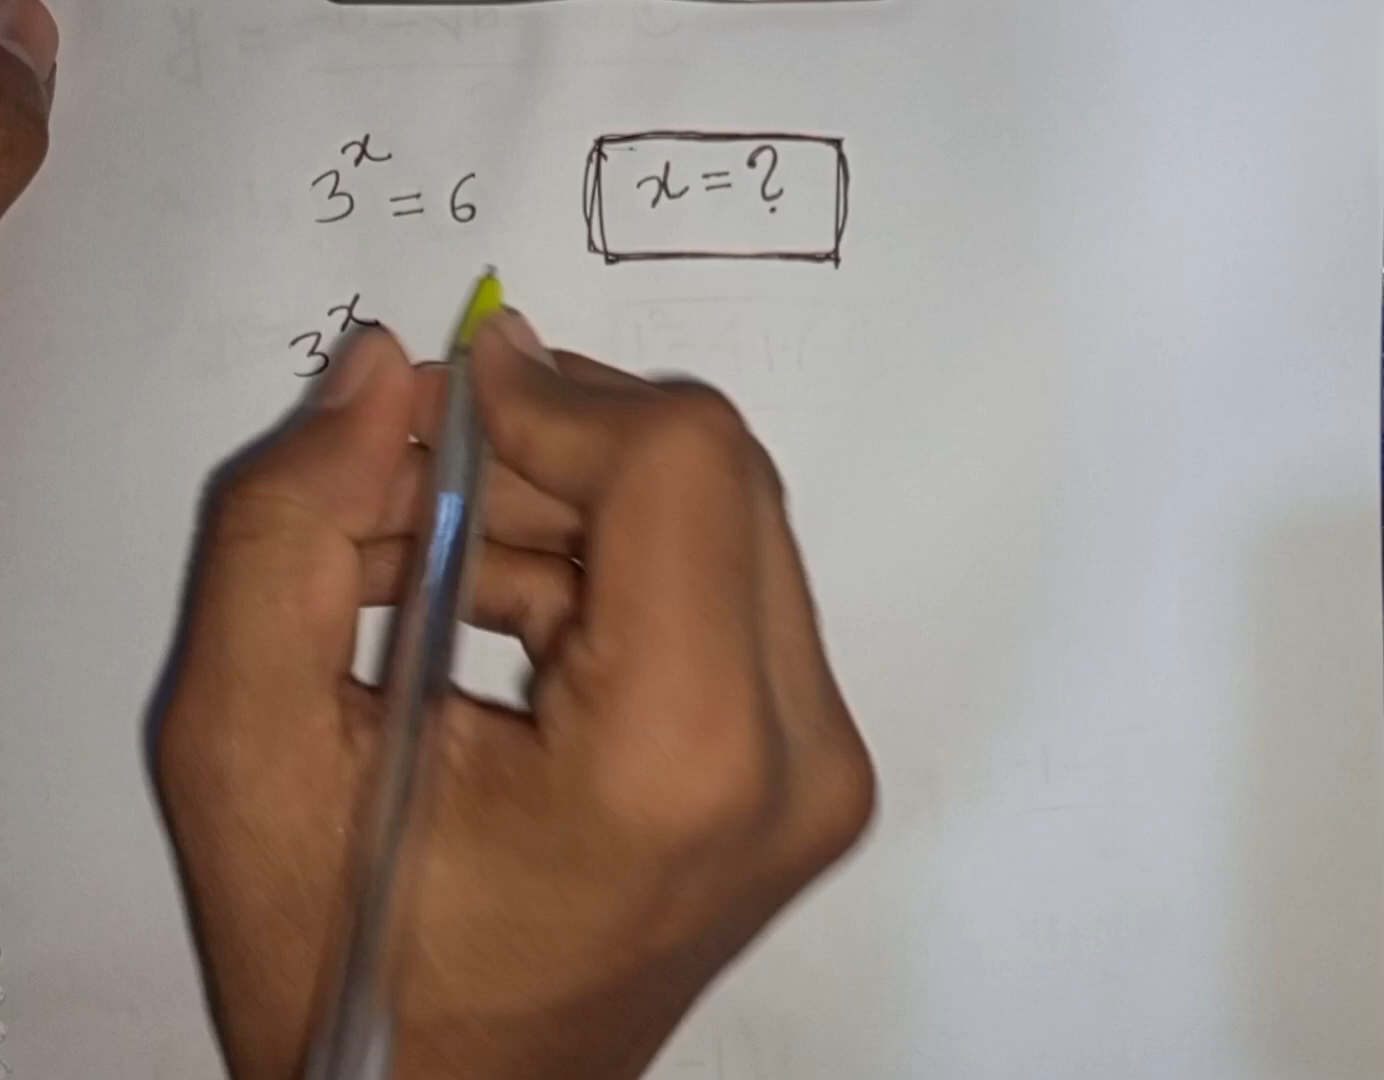 3^x = 6 x = ?
3^x